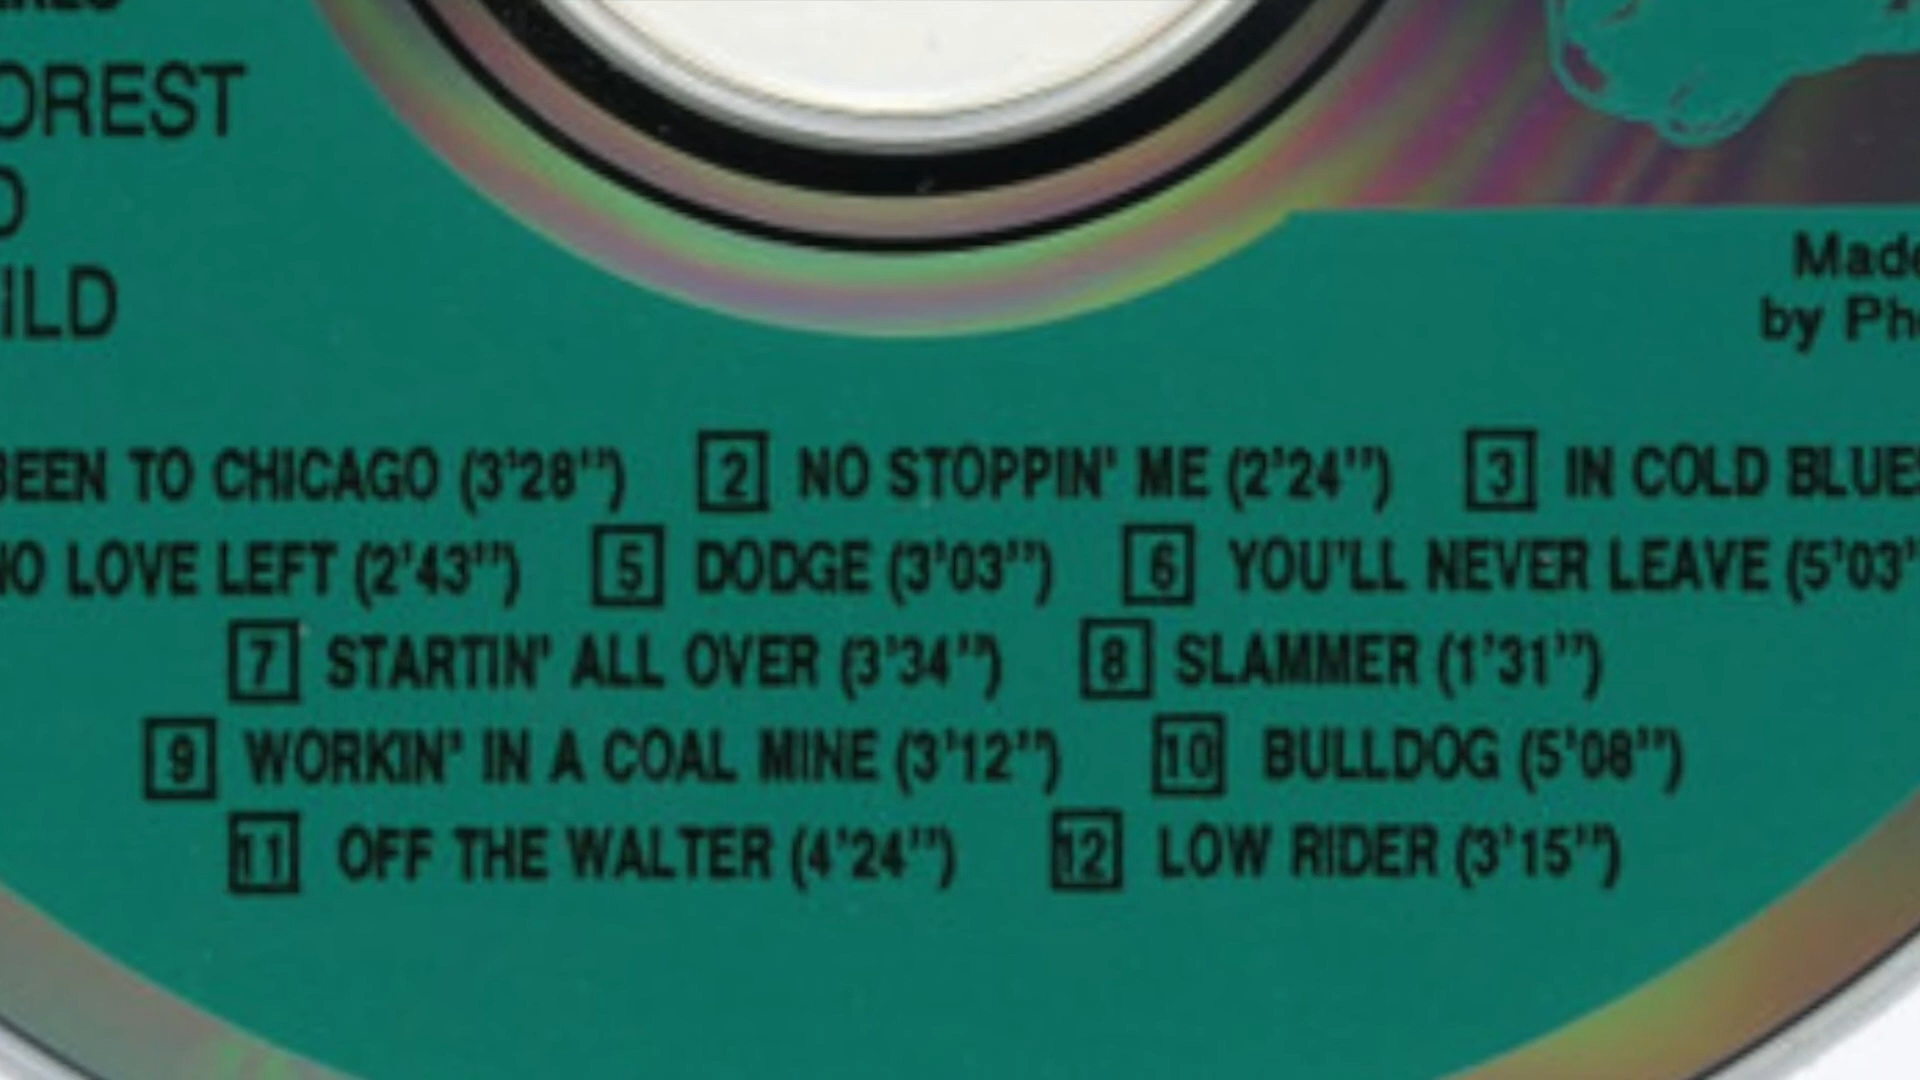 OREST
ILD
Made
by Ph
BEEN TO CHICAGO (3'28") 2 NO STOPPIN' ME (2'24") 3 IN COLD BLUES
NO LOVE LEFT (2'43") 5 DODGE (3'03") 6 YOU'LL NEVER LEAVE (5'03"
7 STARTIN' ALL OVER (3'34") 8 SLAMMER (1'31")
9 WORKIN' IN A COAL MINE (3'12") 10 BULLDOG (5'08")
11 OFF THE WALTER (4'24") 12 LOW RIDER (3'15")